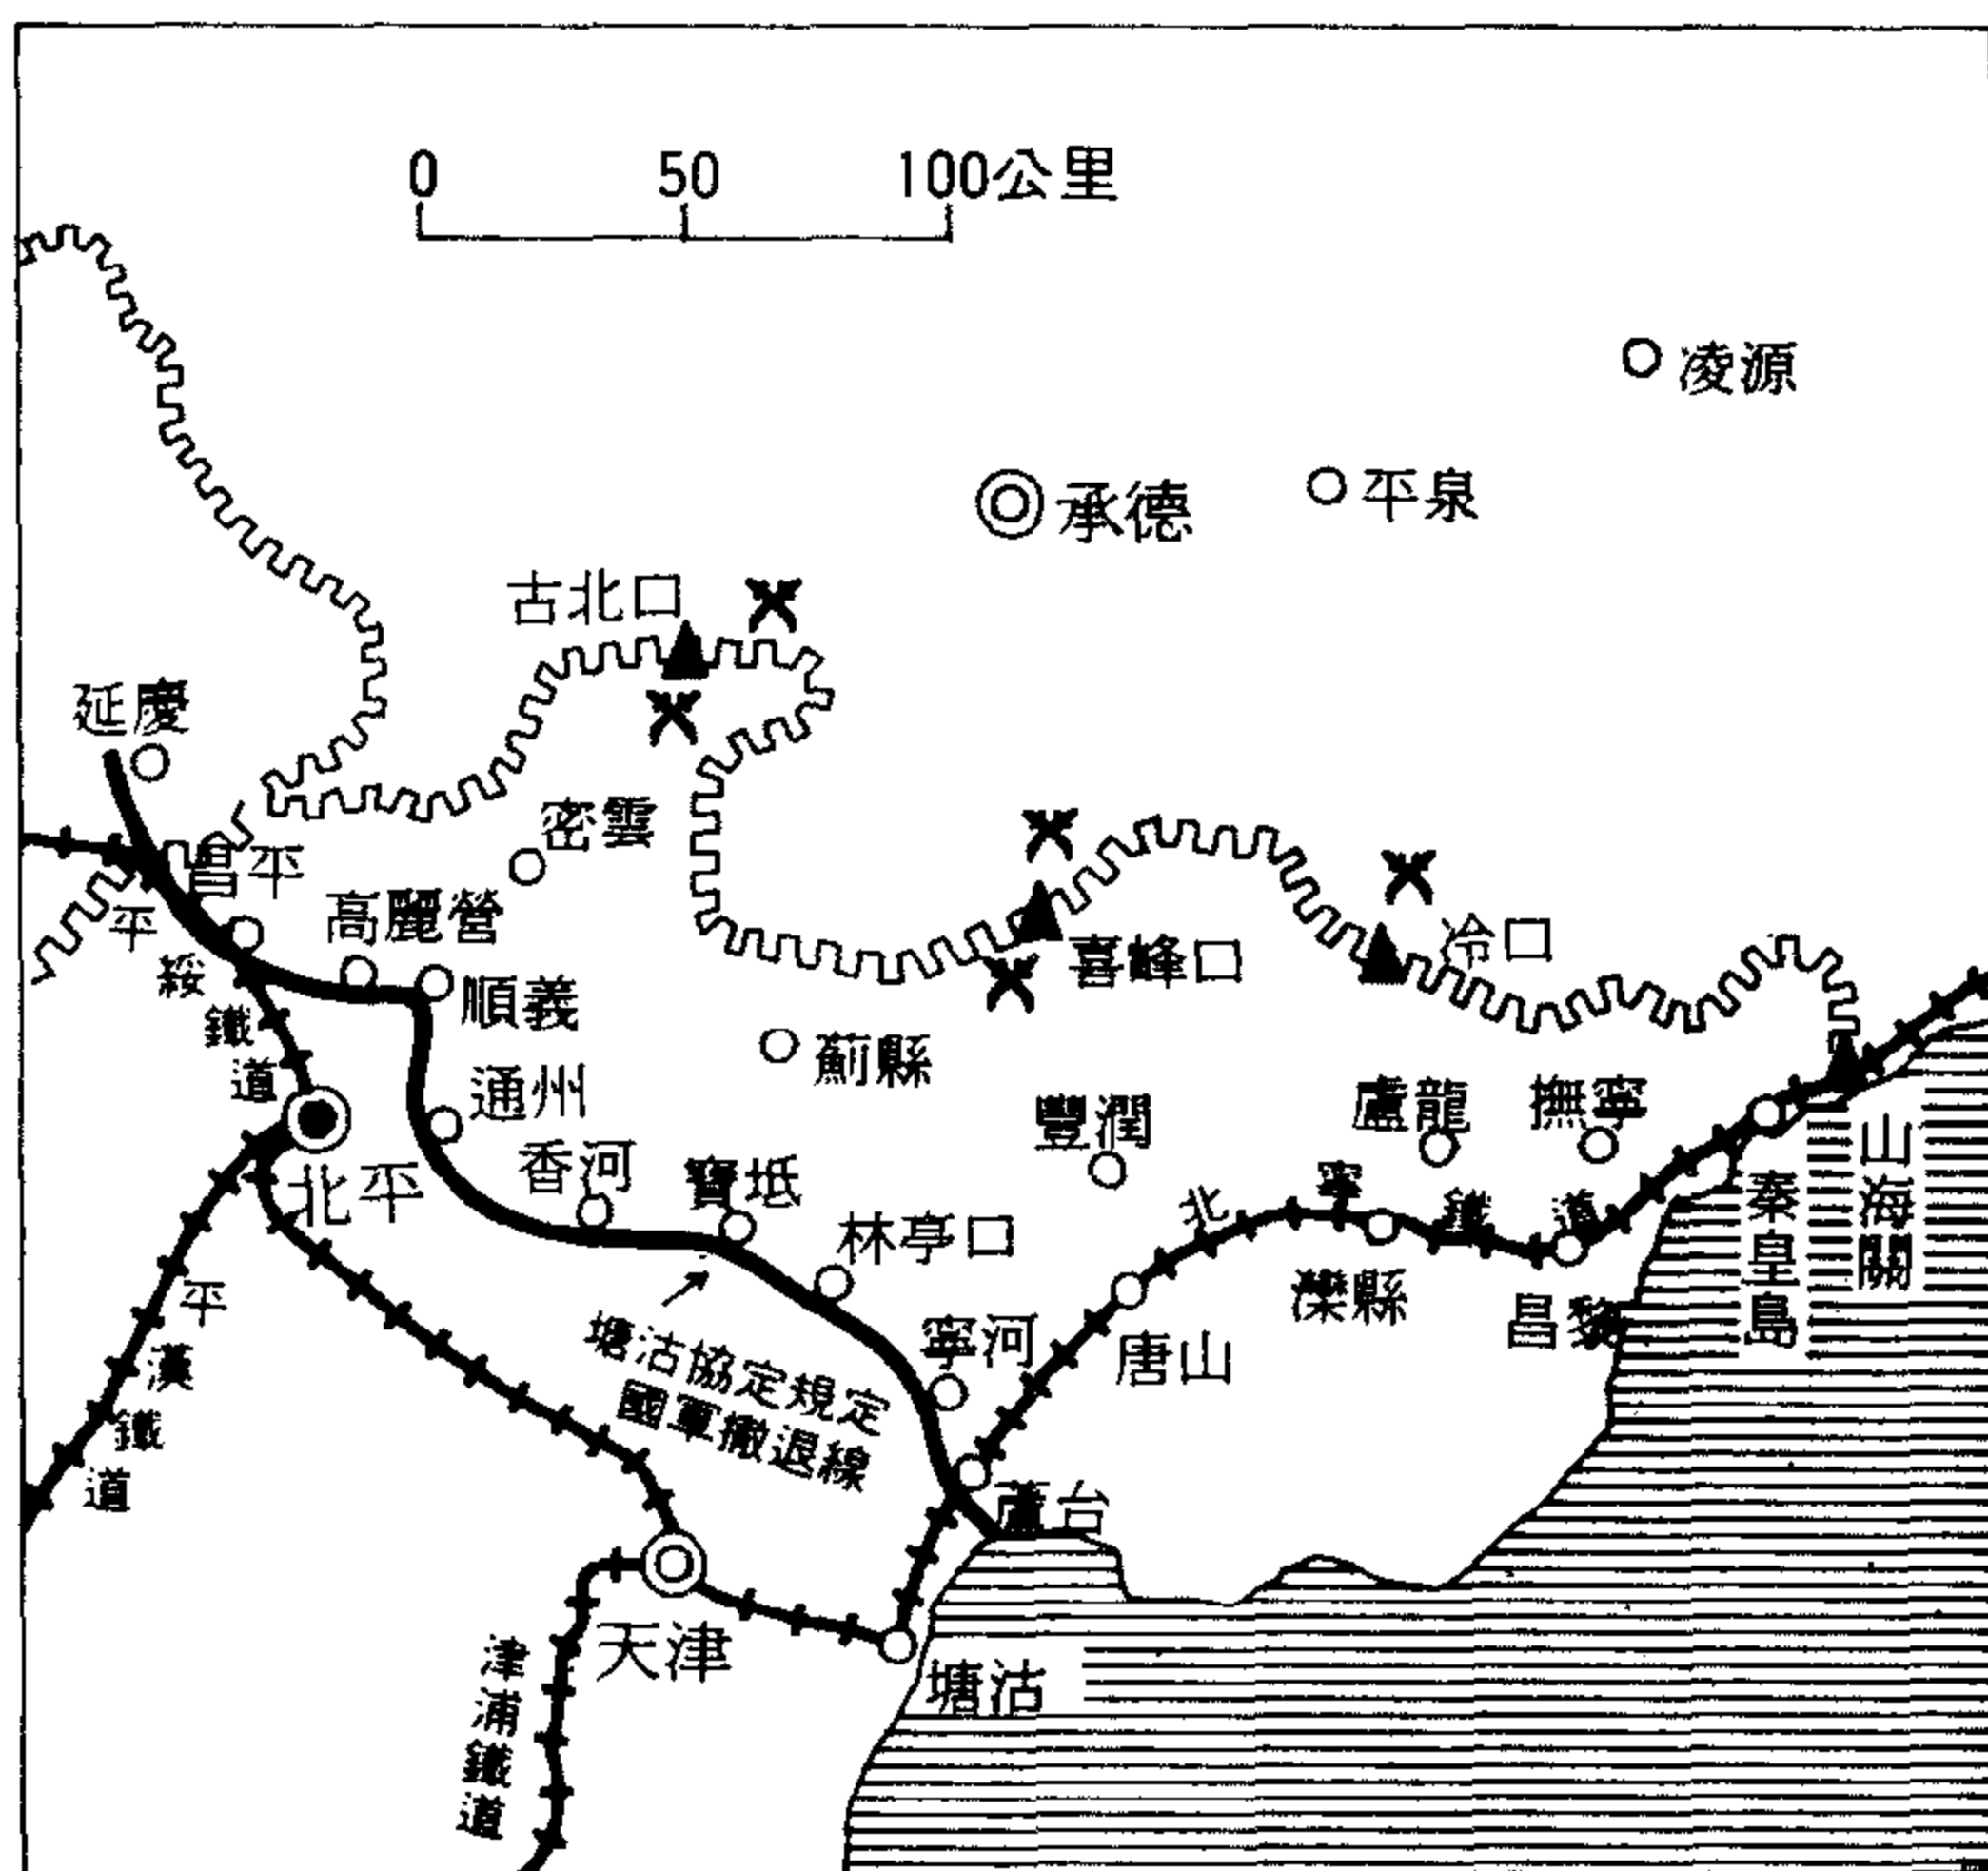 0 50 100公里
凌源
承德
平泉
古北口
延慶
密雲
昌平
高麗營
順義
喜峰口
冷口
平綏鐵道
薊縣
通州
豐潤
盧龍
撫寧
香河
寶坻
北平
林亭口
北寧鐵道
山海關
秦皇島
灤縣
昌黎
平漢鐵道
塘沽協定規定
國軍撤退線
寧河
唐山
蘆台
天津
塘沽
津浦鐵道